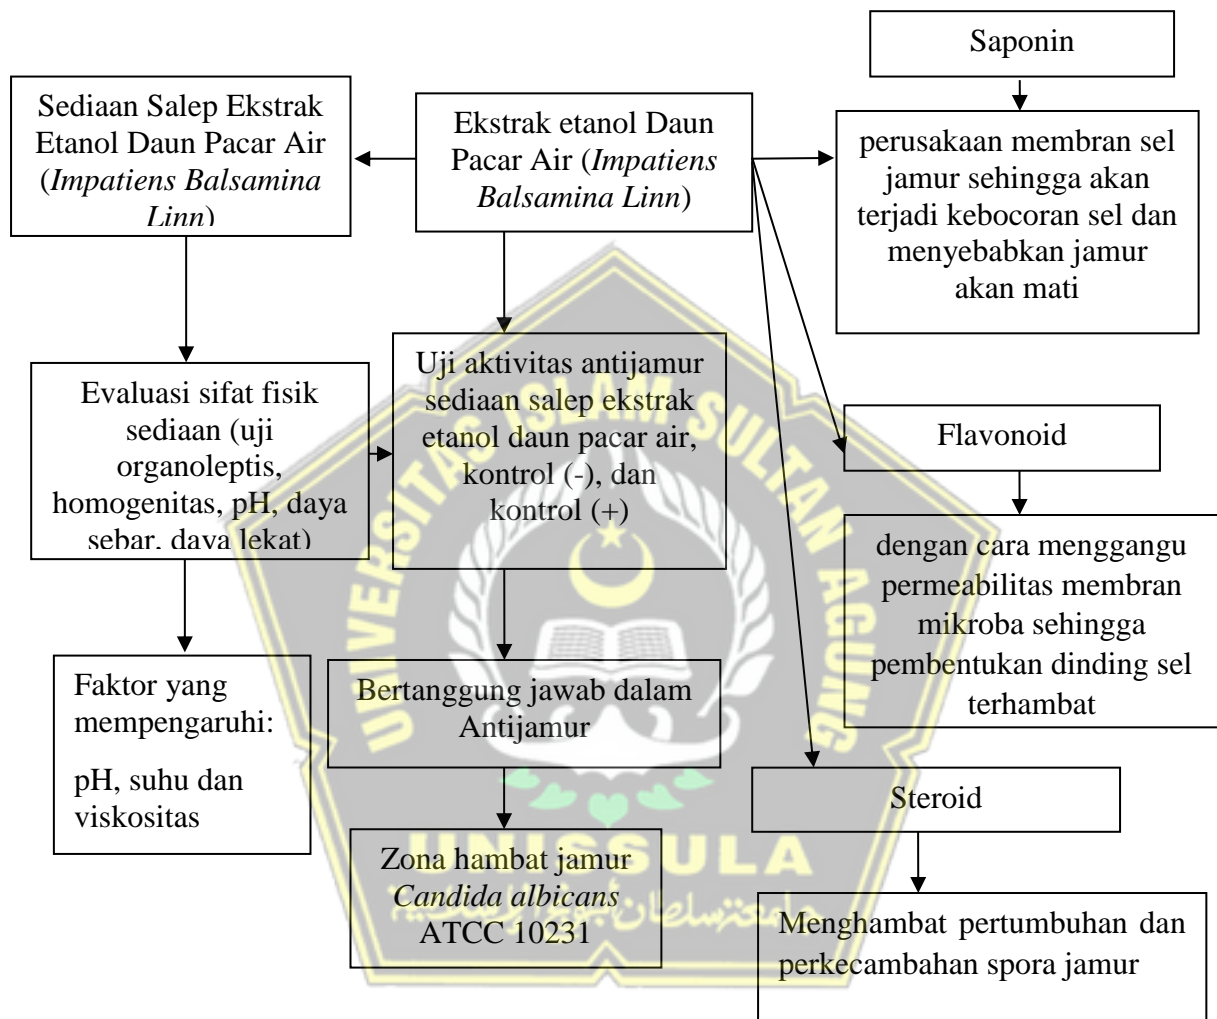 Saponin
Sediaan Salep Ekstrak
Etanol Daun Pacar Air
(Impatiens Balsamina
Linn)
Ekstrak etanol Daun
Pacar Air (Impatiens
Balsamina Linn)
perusakaan membran sel
jamur sehingga akan
terjadi kebocoran sel dan
menyebabkan jamur
akan mati
Evaluasi sifat fisik
sediaan (uji
organoleptis,
homogenitas, pH, daya
sebar, daya lekat)
Uji aktivitas antijamur
sediaan salep ekstrak
etanol daun pacar air,
kontrol (-), dan
kontrol (+)
Flavonoid
dengan cara menggangu
permeabilitas membran
mikroba sehingga
pembentukan dinding sel
terhambat
Faktor yang
mempengaruhi:
pH, suhu dan
viskositas
Bertanggung jawab dalam
Antijamur
Steroid
Zona hambat jamur
Candida albicans
ATCC 10231
Menghambat pertumbuhan dan
perkecambahan spora jamur
UNIVERSITAS ISLAM SULTAN AGUNG
UNISSULA